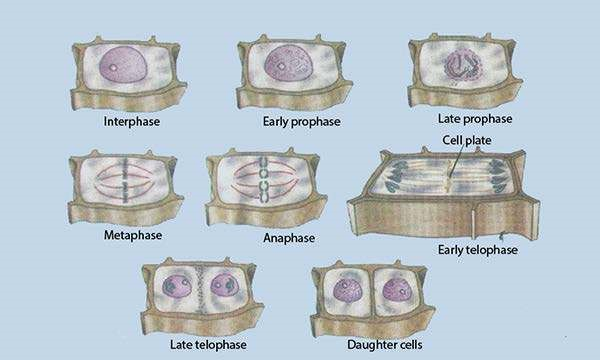 Interphase
Early prophase
Late prophase
Cell plate
Metaphase
Anaphase
Early telophase
Late telophase
Daughter cells